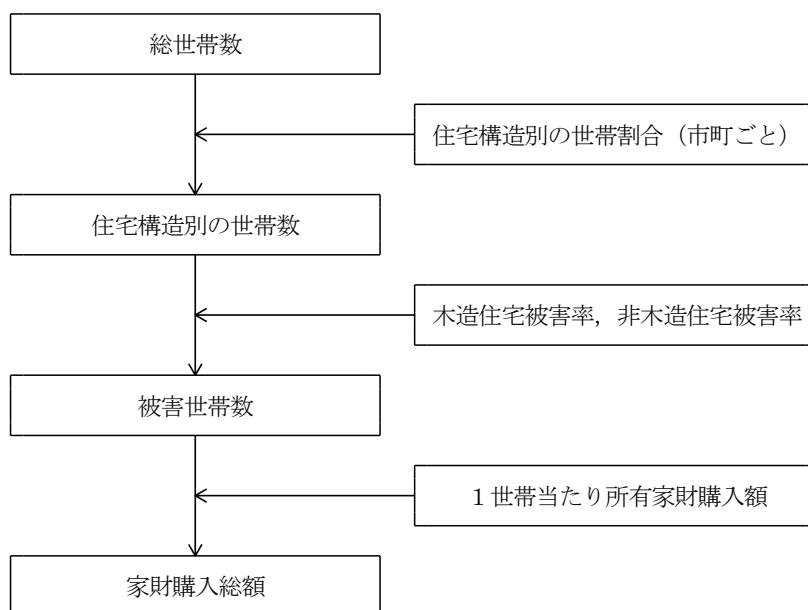 総世帯数
住宅構造別の世帯割合（市町ごと）
住宅構造別の世帯数
木造住宅被害率，非木造住宅被害率
被害世帯数
１世帯当たり所有家財購入額
家財購入総額